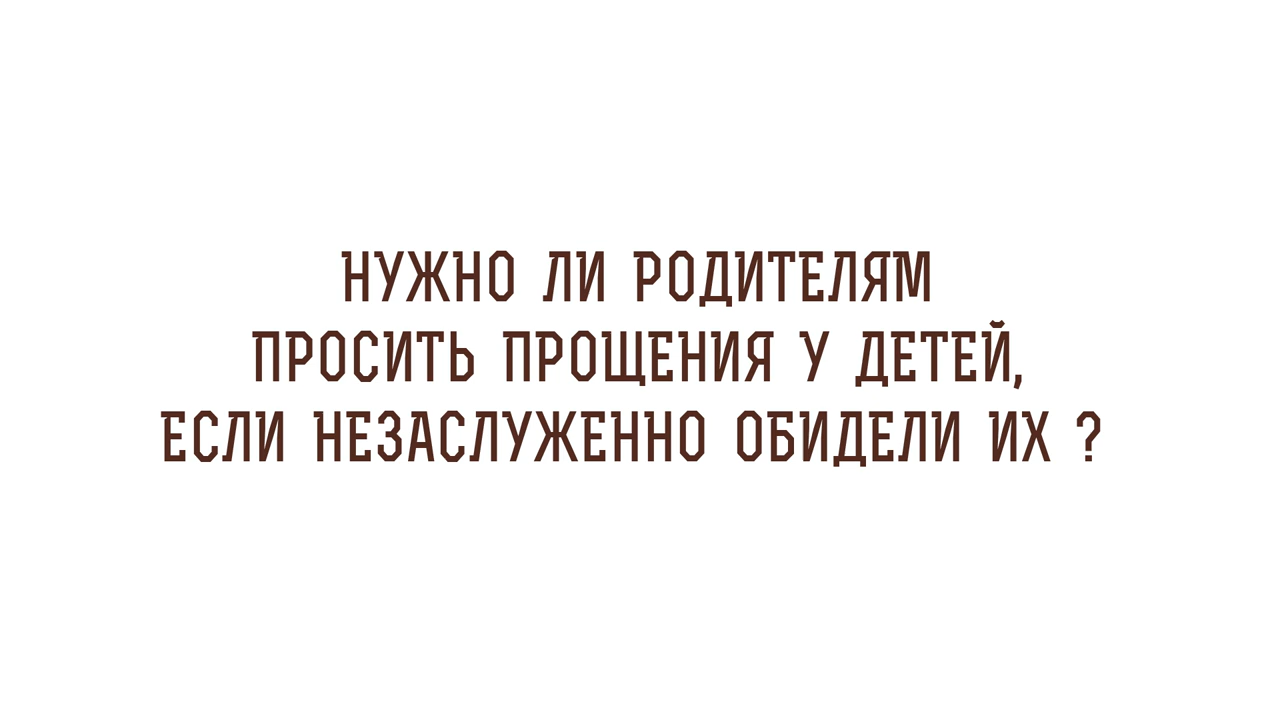 НУЖНО ЛИ РОДИТЕЛЯМ
ПРОСИТЬ ПРОЩЕНИЯ У ДЕТЕЙ,
ЕСЛИ НЕЗАСЛУЖЕННО ОБИДЕЛИ ИХ ?